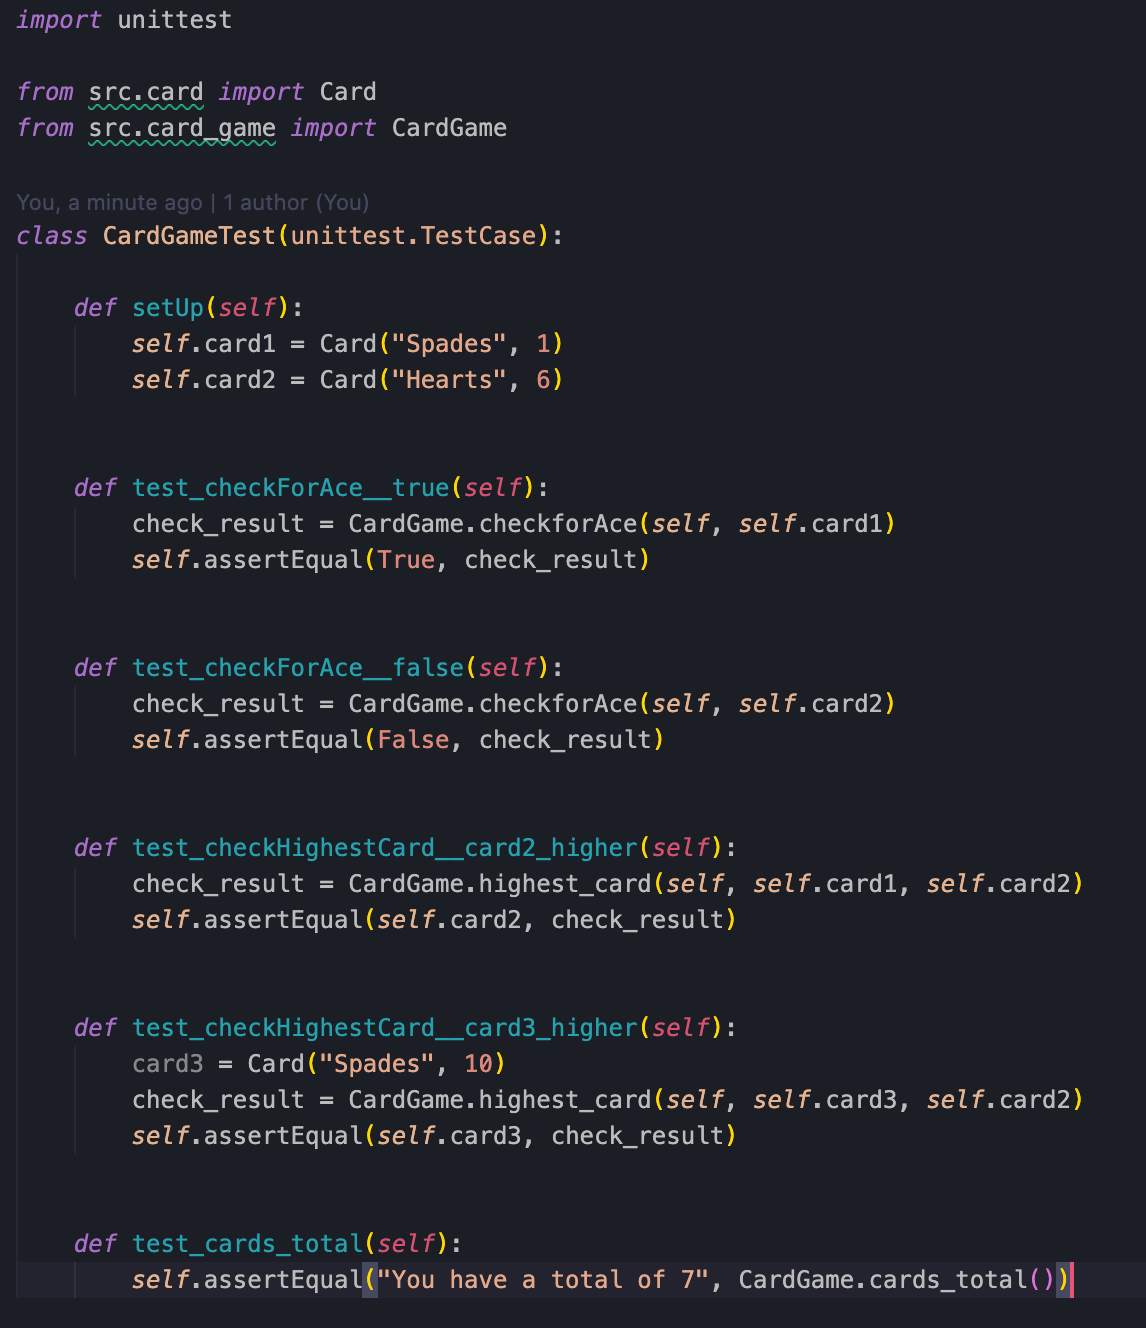 import unittest
from src.card import Card
from src.card_game import CardGame
You, a minute ago | 1 author (You)
class CardGameTest(unittest.TestCase):
    def setUp(self):
        self.card1 = Card("Spades", 1)
        self.card2 = Card("Hearts", 6)
    def test_checkForAce__true(self):
        check_result = CardGame.checkforAce(self, self.card1)
        self.assertEqual(True, check_result)
    def test_checkForAce__false(self):
        check_result = CardGame.checkforAce(self, self.card2)
        self.assertEqual(False, check_result)
    def test_checkHighestCard__card2_higher(self):
        check_result = CardGame.highest_card(self, self.card1, self.card2)
        self.assertEqual(self.card2, check_result)
    def test_checkHighestCard__card3_higher(self):
        card3 = Card("Spades", 10)
        check_result = CardGame.highest_card(self, self.card3, self.card2)
        self.assertEqual(self.card3, check_result)
    def test_cards_total(self):
        self.assertEqual("You have a total of 7", CardGame.cards_total())